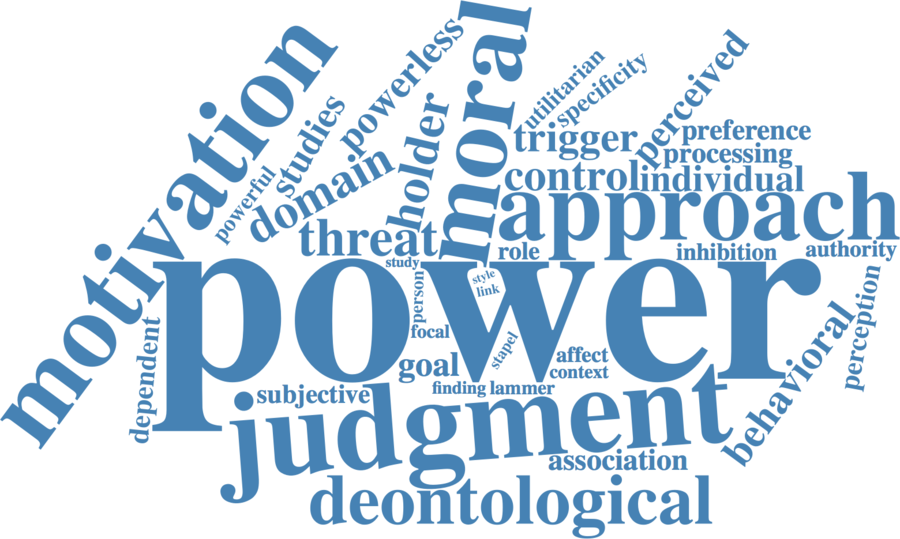 motivation
powerless
moral
utilitarian
specificity
perceived
studies
holder
trigger
preference
processing
powerful
domain
control
individual
approach
threat
role
inhibition
authority
study
power
style
link
person
focal
perception
dependent
stapel
goal
affect
context
behavioral
finding
lammer
subjective
judgment
association
deontological